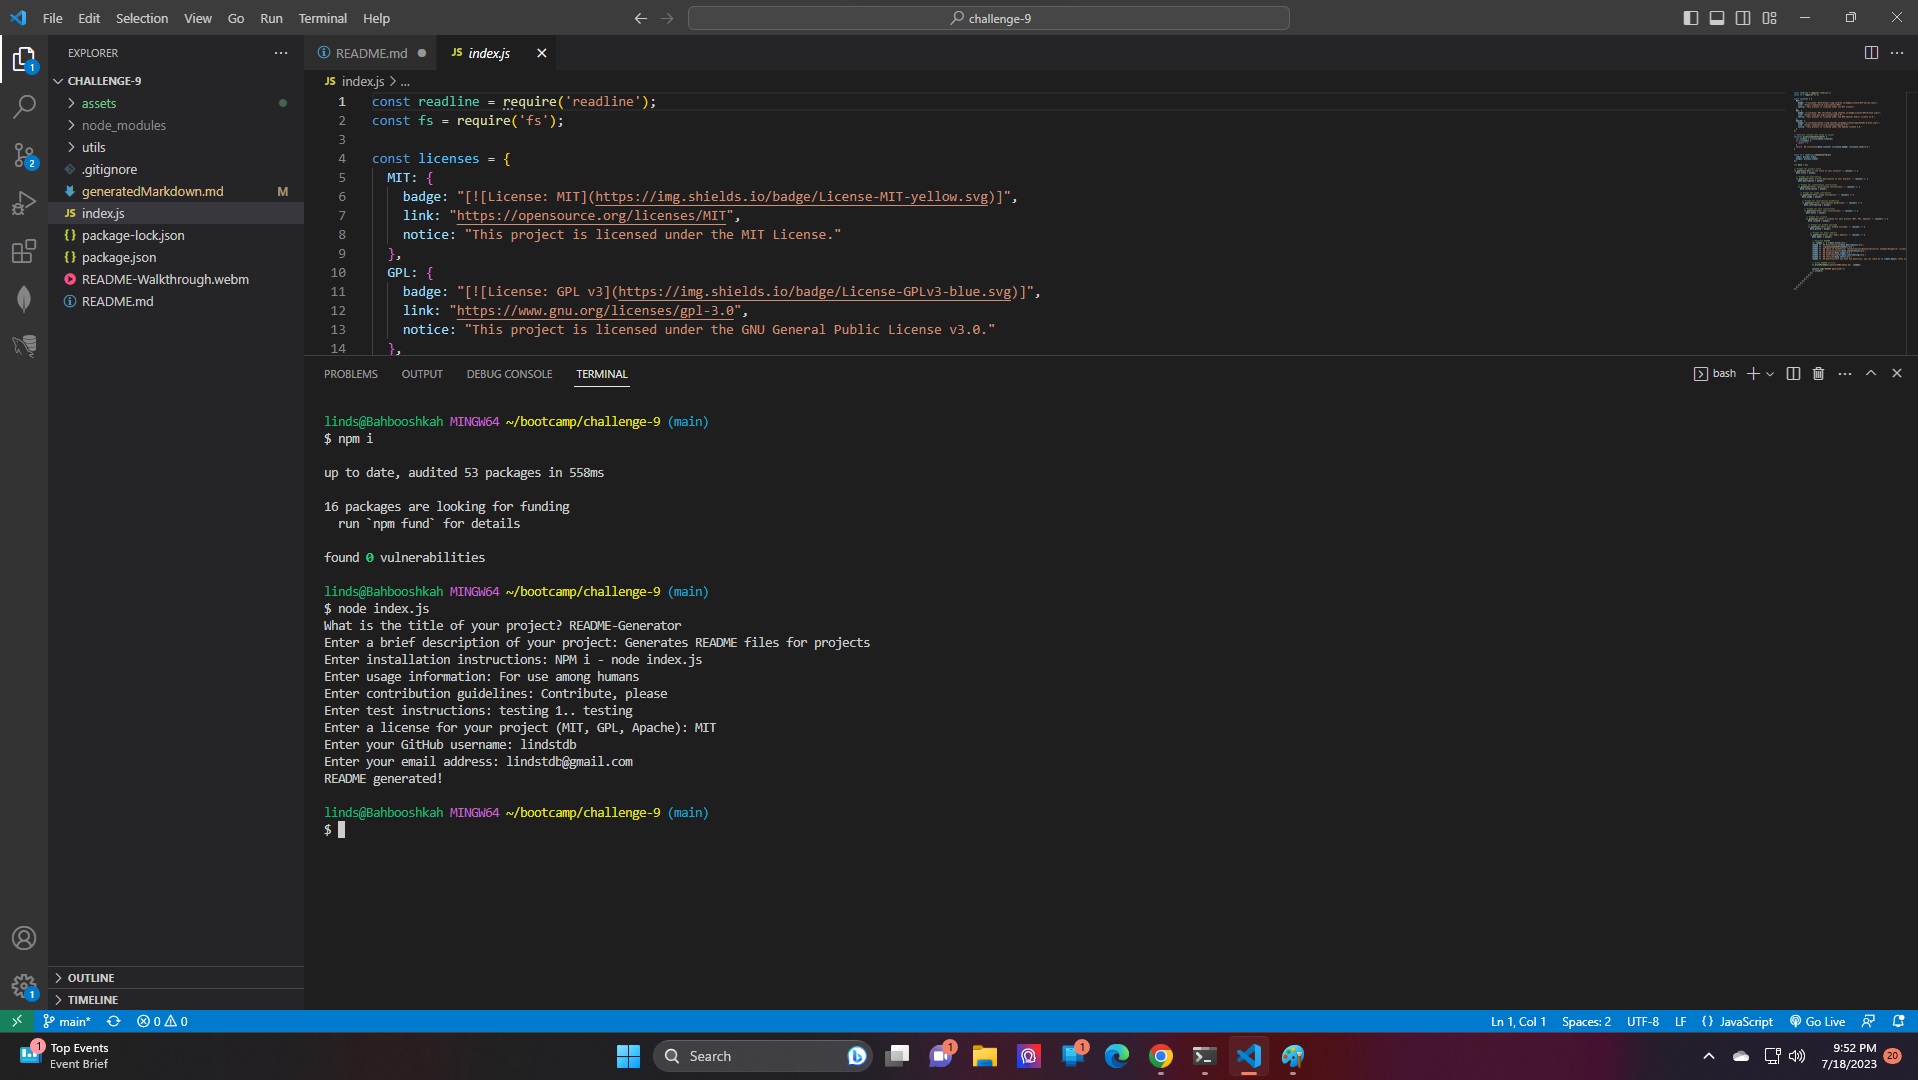 File Edit Selection View Go Run Terminal Help
challenge-9
EXPLORER
README.md
JS index.js
CHALLENGE-9
JS index.js > ...
assets
node_modules
utils
.gitignore
generatedMarkdown.md M
JS index.js
{} package-lock.json
{} package.json
README-Walkthrough.webm
README.md
1 const readline = require('readline');
2 const fs = require('fs');
3
4 const licenses = {
5 MIT: {
6 badge: "[![License: MIT](https://img.shields.io/badge/License-MIT-yellow.svg)]",
7 link: "https://opensource.org/licenses/MIT",
8 notice: "This project is licensed under the MIT License."
9 },
10 GPL: {
11 badge: "[![License: GPL v3](https://img.shields.io/badge/License-GPLv3-blue.svg)]",
12 link: "https://www.gnu.org/licenses/gpl-3.0",
13 notice: "This project is licensed under the GNU General Public License v3.0."
14 },
PROBLEMS OUTPUT DEBUG CONSOLE TERMINAL
bash
linds@Bahbooshkah MINGW64 ~/bootcamp/challenge-9 (main)
$ npm i
up to date, audited 53 packages in 558ms
16 packages are looking for funding
run `npm fund` for details
found 0 vulnerabilities
linds@Bahbooshkah MINGW64 ~/bootcamp/challenge-9 (main)
$ node index.js
What is the title of your project? README-Generator
Enter a brief description of your project: Generates README files for projects
Enter installation instructions: NPM i - node index.js
Enter usage information: For use among humans
Enter contribution guidelines: Contribute, please
Enter test instructions: testing 1.. testing
Enter a license for your project (MIT, GPL, Apache): MIT
Enter your GitHub username: lindstdb
Enter your email address: lindstdb@gmail.com
README generated!
linds@Bahbooshkah MINGW64 ~/bootcamp/challenge-9 (main)
$
OUTLINE
TIMELINE
1
2
1
main* 0 0
Ln 1, Col 1 Spaces: 2 UTF-8 LF {} JavaScript Go Live
1
Top Events
Event Brief
Search
1
1
9:52 PM
7/18/2023
20